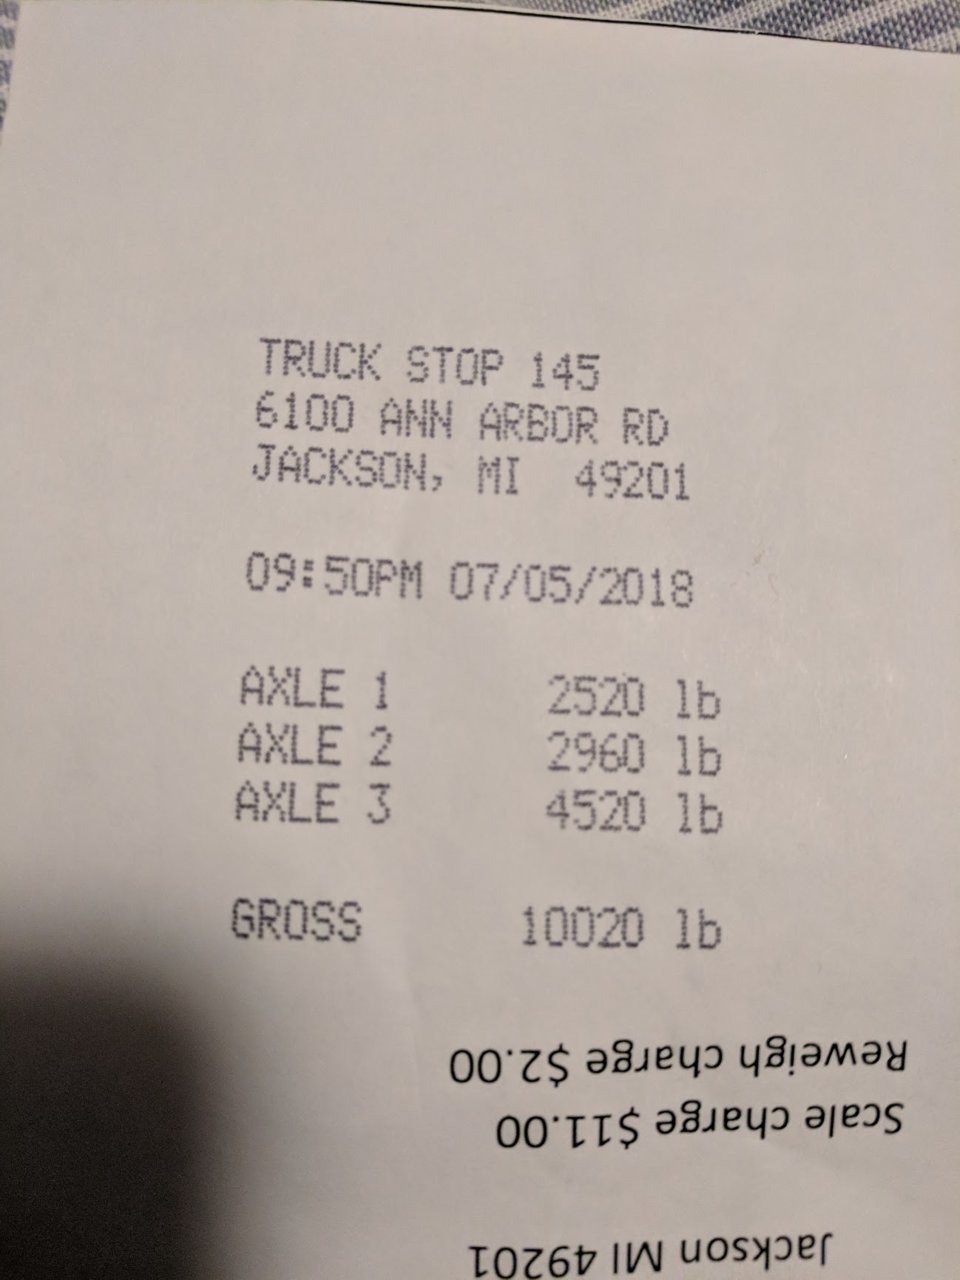 TRUCK STOP 145
6100 ANN ARBOR RD
JACKSON, MI 49201
09:50PM 07/05/2018
AXLE 1 2520 lb
AXLE 2 2960 lb
AXLE 3 4520 lb
GROSS 10020 lb
Jackson MI 49201
Scale charge $11.00
Reweigh charge $2.00